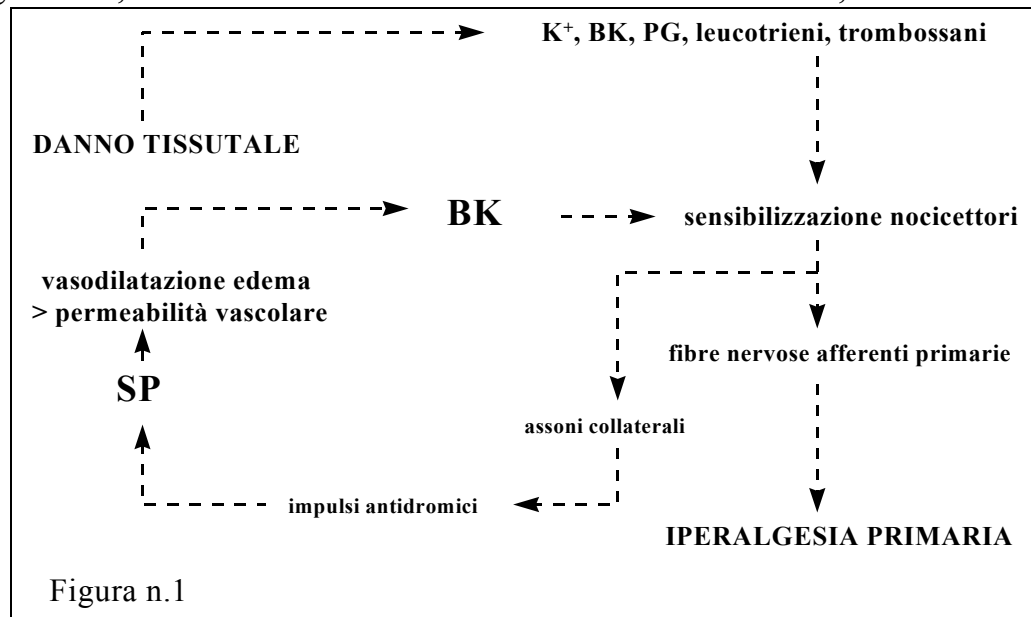 K+, BK, PG, leucotrieni, trombossani
DANNO TISSUTALE
BK
sensibilizzazione nocicettori
vasodilatazione edema
> permeabilità vascolare
fibre nervose afferenti primarie
SP
assoni collaterali
impulsi antidromici
IPERALGESIA PRIMARIA
Figura n.1